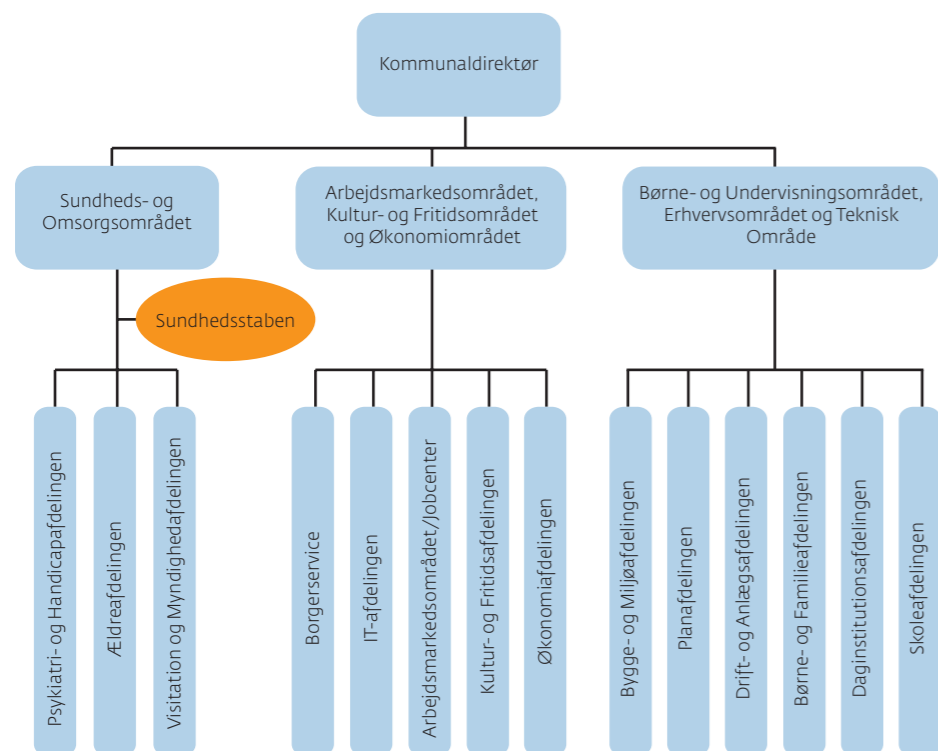 Kommunaldirektør
Sundheds- og
Omsorgsområdet
Arbejdsmarkedsområdet,
Kultur- og Fritidsområdet
og Økonomiområdet
Børne- og Undervisningsområdet,
Erhvervsområdet og Teknisk
Område
Sundhedsstaben
Psykiatri- og Handicapafdelingen
Ældreafdelingen
Visitation og Myndighedafdelingen
Borgerservice
IT-afdelingen
Arbejdsmarkedsområdet/Jobcenter
Kultur- og Fritidsafdelingen
Økonomiafdelingen
Bygge- og Miljøafdelingen
Planafdelingen
Drift- og Anlægsafdelingen
Børne- og Familieafdelingen
Daginstitutionsafdelingen
Skoleafdelingen